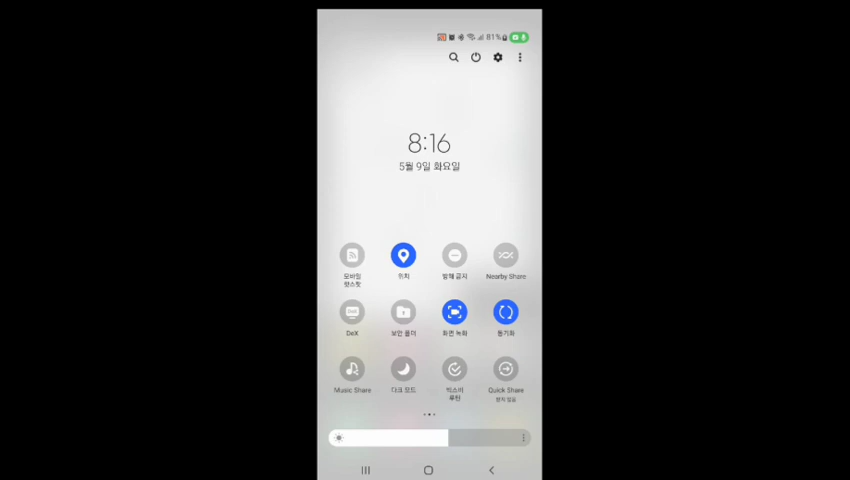 81%
8:16
5월 9일 화요일
모바일
핫스팟
위치
방해 금지
Nearby Share
DeX
보안 폴더
화면 녹화
동기화
Music Share
다크 모드
빅스비
루틴
Quick Share